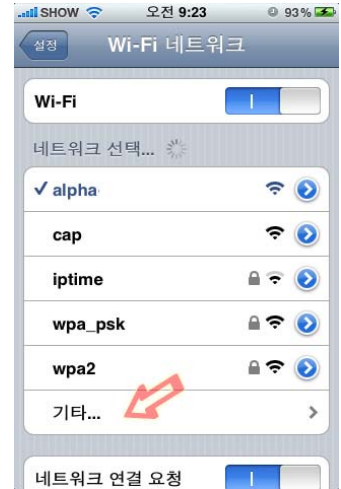 SHOW 오전 9:23 93%
설정 Wi-Fi 네트워크
Wi-Fi
네트워크 선택...
alpha
cap
iptime
wpa_psk
wpa2
기타...
네트워크 연결 요청